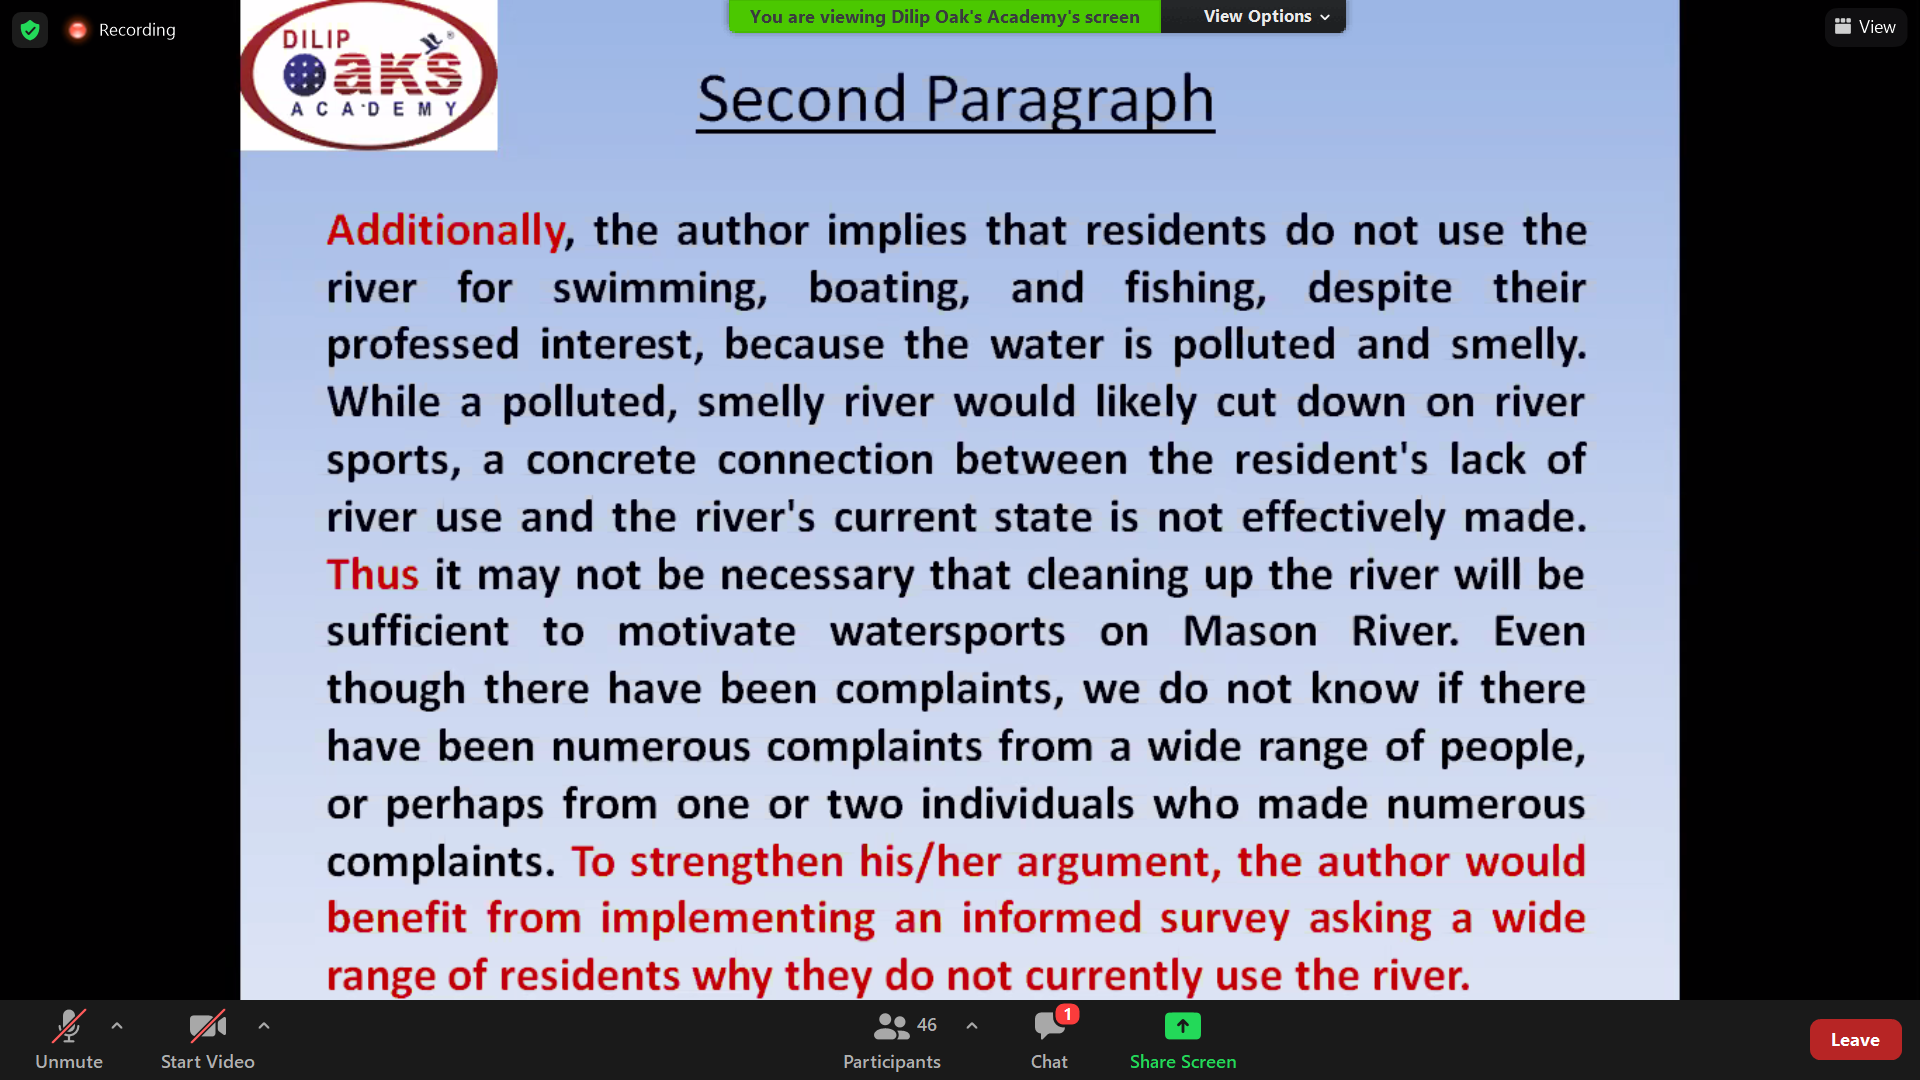 Recording
You are viewing Dilip Oak's Academy's screen View Options
View
DILIP
Oaks ®
ACADEMY
Second Paragraph
Additionally, the author implies that residents do not use the
river for swimming, boating, and fishing, despite their
professed interest, because the water is polluted and smelly.
While a polluted, smelly river would likely cut down on river
sports, a concrete connection between the resident's lack of
river use and the river's current state is not effectively made.
Thus it may not be necessary that cleaning up the river will be
sufficient to motivate watersports on Mason River. Even
though there have been complaints, we do not know if there
have been numerous complaints from a wide range of people,
or perhaps from one or two individuals who made numerous
complaints. To strengthen his/her argument, the author would
benefit from implementing an informed survey asking a wide
range of residents why they do not currently use the river.
Unmute
Start Video
46
Participants
1
Chat
Share Screen
Leave